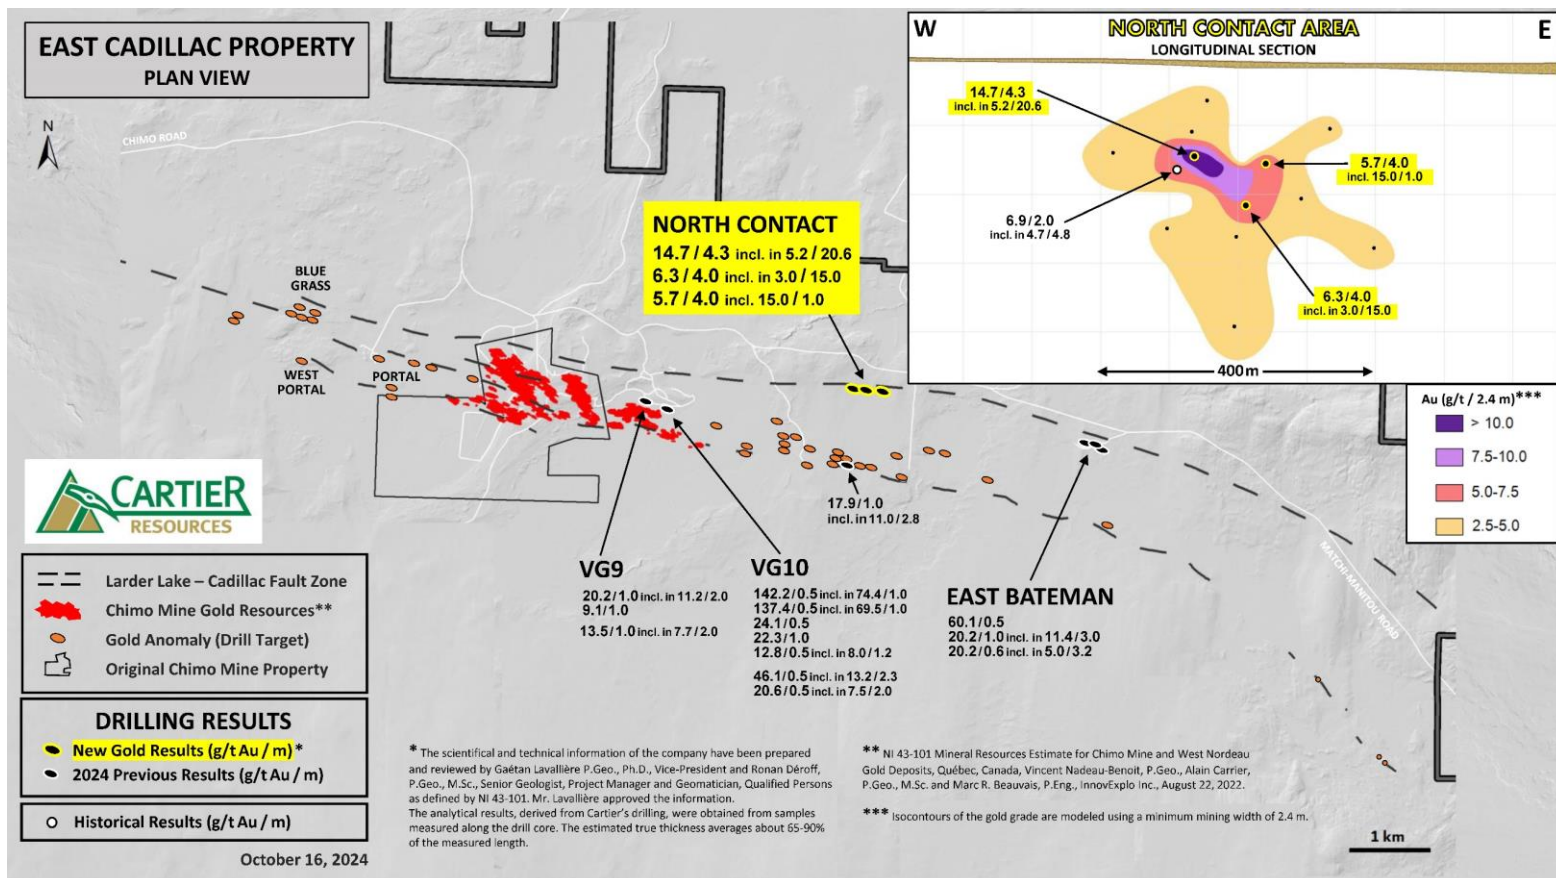 EAST CADILLAC PROPERTY
PLAN VIEW
N
CHIMO ROAD
BLUE
GRASS
WEST
PORTAL
PORTAL
NORTH CONTACT
14.7/4.3 incl. in 5.2/20.6
6.3/4.0 incl. in 3.0/15.0
5.7/4.0 incl. 15.0/1.0
W
NORTH CONTACT AREA
E
LONGITUDINAL SECTION
14.7/4.3
incl. in 5.2/20.6
5.7/4.0
incl. 15.0/1.0
6.9/2.0
incl. in 4.7/4.8
6.3/4.0
incl. in 3.0/15.0
400m
Au (g/t / 2.4 m)***
> 10.0
7.5-10.0
5.0-7.5
2.5-5.0
17.9/1.0
incl. in 11.0/2.8
VG9
20.2/1.0 incl. in 11.2/2.0
9.1/1.0
13.5/1.0 incl. in 7.7/2.0
VG10
142.2/0.5 incl. in 74.4/1.0
137.4/0.5 incl. in 69.5/1.0
24.1/0.5
22.3/1.0
12.8/0.5 incl. in 8.0/1.2
46.1/0.5 incl. in 13.2/2.3
20.6/0.5 incl. in 7.5/2.0
EAST BATEMAN
60.1/0.5
20.2/1.0 incl. in 11.4/3.0
20.2/0.6 incl. in 5.0/3.2
MATCHI-MANITOU ROAD
CARTIER
RESOURCES
Larder Lake – Cadillac Fault Zone
Chimo Mine Gold Resources**
Gold Anomaly (Drill Target)
Original Chimo Mine Property
DRILLING RESULTS
New Gold Results (g/t Au / m)*
2024 Previous Results (g/t Au / m)
Historical Results (g/t Au / m)
October 16, 2024
* The scientifical and technical information of the company have been prepared
and reviewed by Gaétan Lavallière P.Geo., Ph.D., Vice-President and Ronan Déroff,
P.Geo., M.Sc., Senior Geologist, Project Manager and Geomatician, Qualified Persons
as defined by NI 43-101. Mr. Lavallière approved the information.
The analytical results, derived from Cartier's drilling, were obtained from samples
measured along the drill core. The estimated true thickness averages about 65-90%
of the measured length.
** NI 43-101 Mineral Resources Estimate for Chimo Mine and West Nordeau
Gold Deposits, Québec, Canada, Vincent Nadeau-Benoit, P.Geo., Alain Carrier,
P.Geo., M.Sc. and Marc R. Beauvais, P.Eng., InnovExplo Inc., August 22, 2022.
*** Isocontours of the gold grade are modeled using a minimum mining width of 2.4 m.
1 km